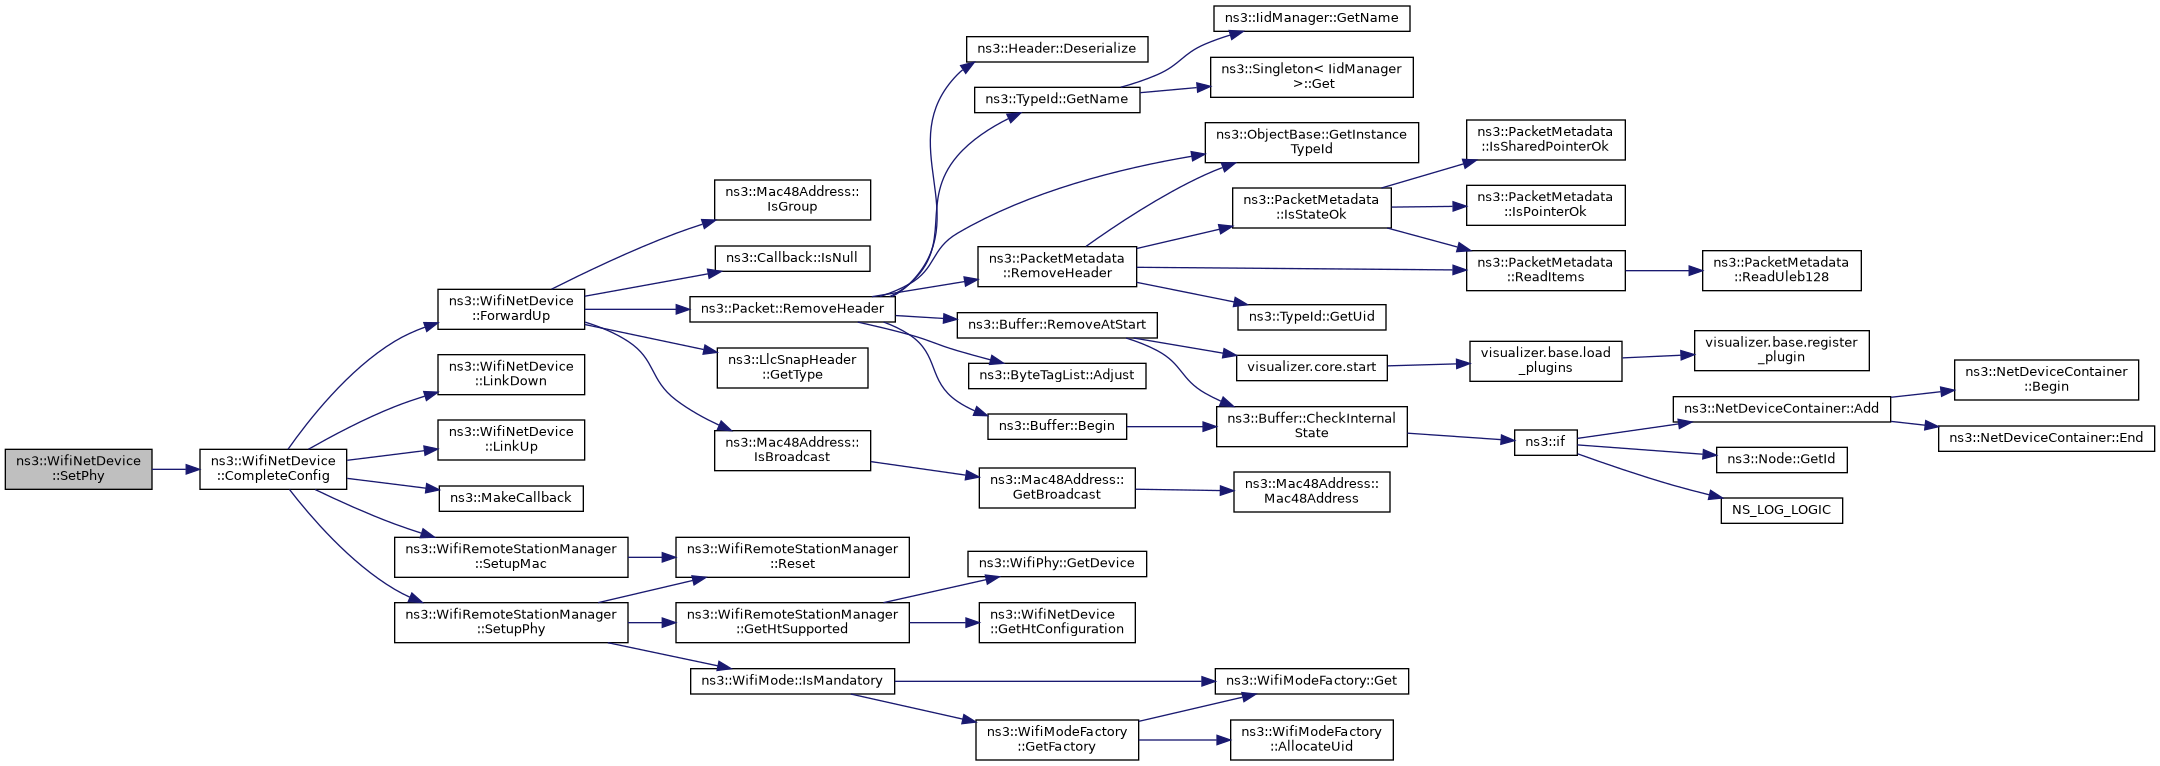 ns3::WifiNetDevice
::SetPhy
ns3::WifiNetDevice
::CompleteConfig
ns3::WifiNetDevice
::ForwardUp
ns3::WifiNetDevice
::LinkDown
ns3::WifiNetDevice
::LinkUp
ns3::MakeCallback
ns3::WifiRemoteStationManager
::SetupMac
ns3::WifiRemoteStationManager
::SetupPhy
ns3::Mac48Address::
IsGroup
ns3::Callback::IsNull
ns3::Packet::RemoveHeader
ns3::LlcSnapHeader
::GetType
ns3::Mac48Address::
IsBroadcast
ns3::WifiRemoteStationManager
::Reset
ns3::WifiRemoteStationManager
::GetHtSupported
ns3::WifiMode::IsMandatory
ns3::Header::Deserialize
ns3::TypeId::GetName
ns3::PacketMetadata
::RemoveHeader
ns3::Buffer::RemoveAtStart
ns3::ByteTagList::Adjust
ns3::Buffer::Begin
ns3::Mac48Address::
GetBroadcast
ns3::WifiPhy::GetDevice
ns3::WifiNetDevice
::GetHtConfiguration
ns3::WifiModeFactory
::GetFactory
ns3::IidManager::GetName
ns3::Singleton< IidManager
>::Get
ns3::ObjectBase::GetInstance
TypeId
ns3::PacketMetadata
::IsStateOk
ns3::TypeId::GetUid
visualizer.core.start
ns3::Buffer::CheckInternal
State
ns3::Mac48Address::
Mac48Address
ns3::WifiModeFactory::Get
ns3::WifiModeFactory
::AllocateUid
ns3::PacketMetadata
::IsSharedPointerOk
ns3::PacketMetadata
::IsPointerOk
ns3::PacketMetadata
::ReadItems
visualizer.base.load
_plugins
ns3::if
ns3::PacketMetadata
::ReadUleb128
visualizer.base.register
_plugin
ns3::NetDeviceContainer::Add
ns3::Node::GetId
NS_LOG_LOGIC
ns3::NetDeviceContainer
::Begin
ns3::NetDeviceContainer::End